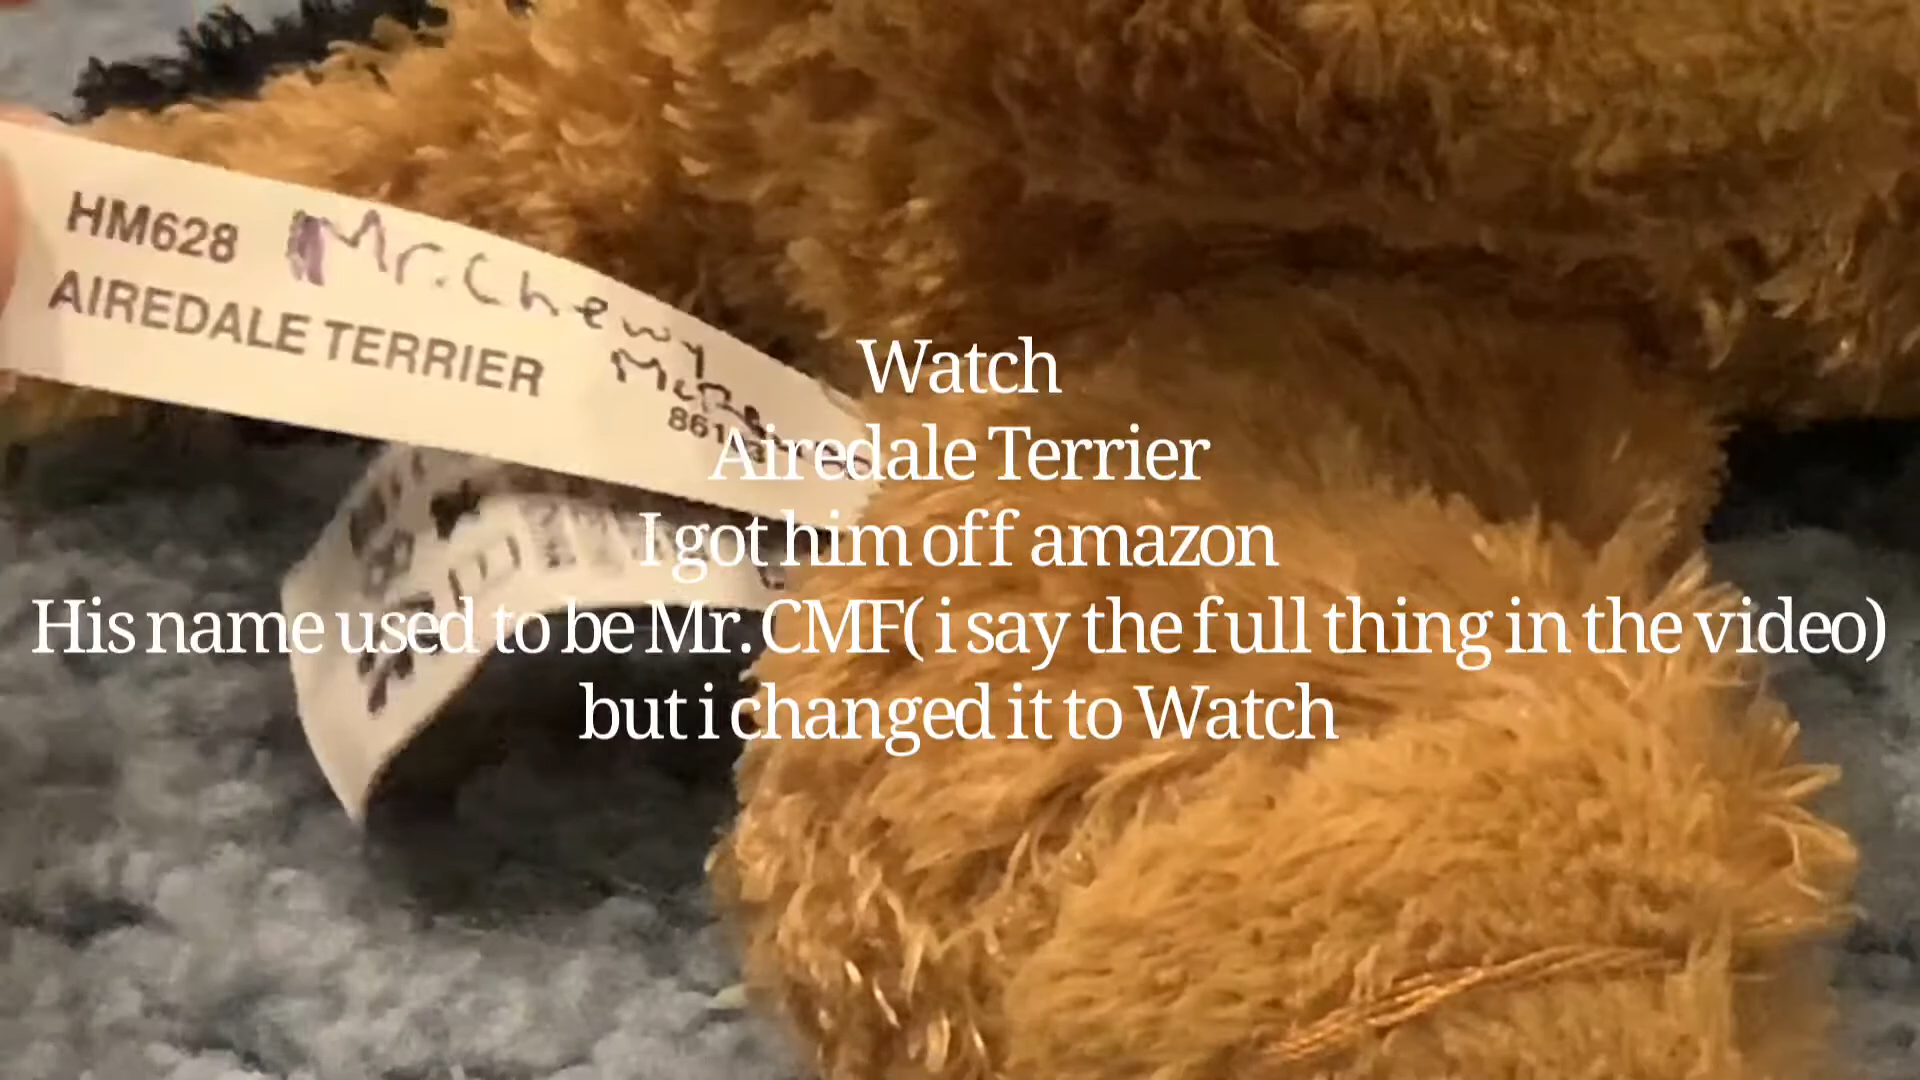 HM628 Mr. Chewy
AIREDALE TERRIER
861
Watch
Airedale Terrier
I got him off amazon
His name used to be Mr.CMF( i say the full thing in the video)
but i changed it to Watch